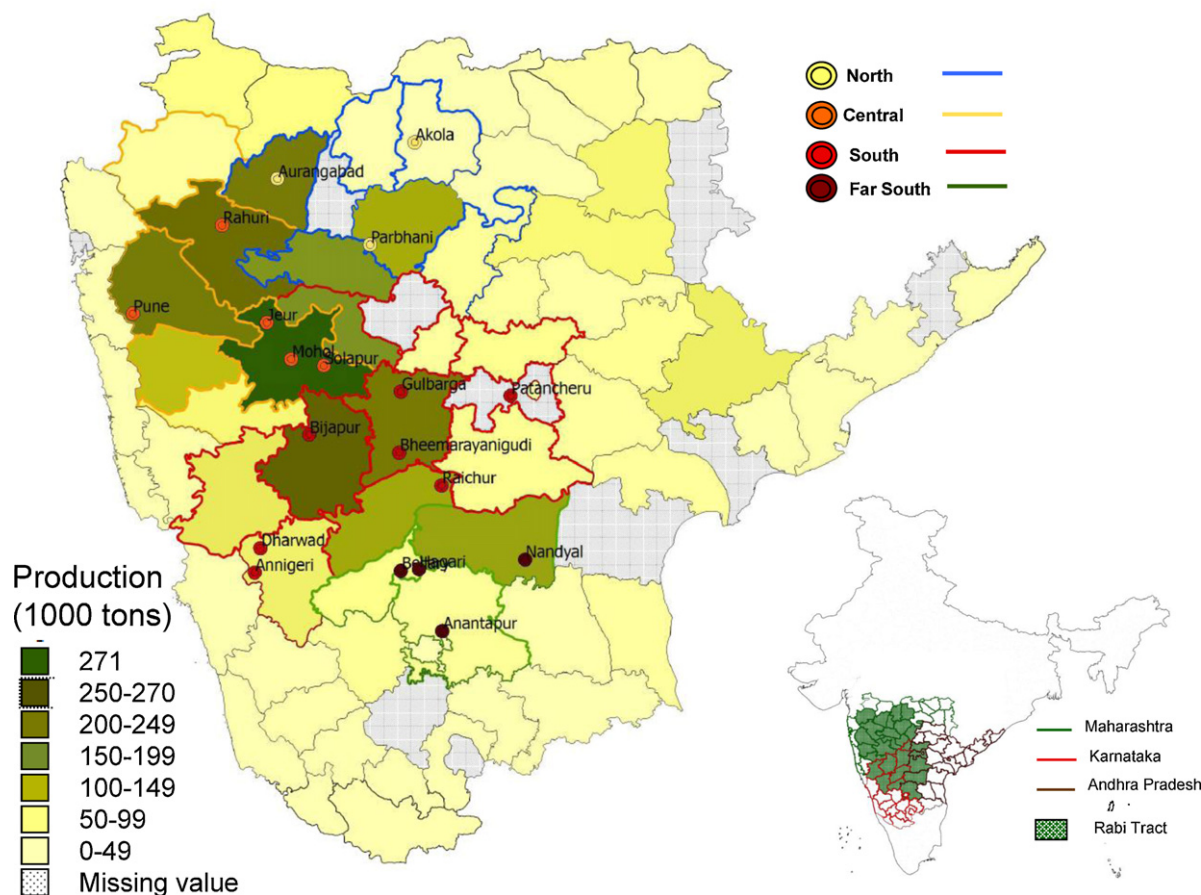 North
Central
South
Far South
Akola
Aurangabad
Rahuri
Parbhani
Pune
Jeur
Mohol
Solapur
Gulbarga
Patancheru
Bijapur
Bheemarayanigudi
Raichur
Dharwad
Annigeri
Nandyal
Hagari
Anantapur
Production
(1000 tons)
271
250-270
200-249
150-199
100-149
50-99
0-49
Missing value
Maharashtra
Karnataka
Andhra Pradesh
Rabi Tract